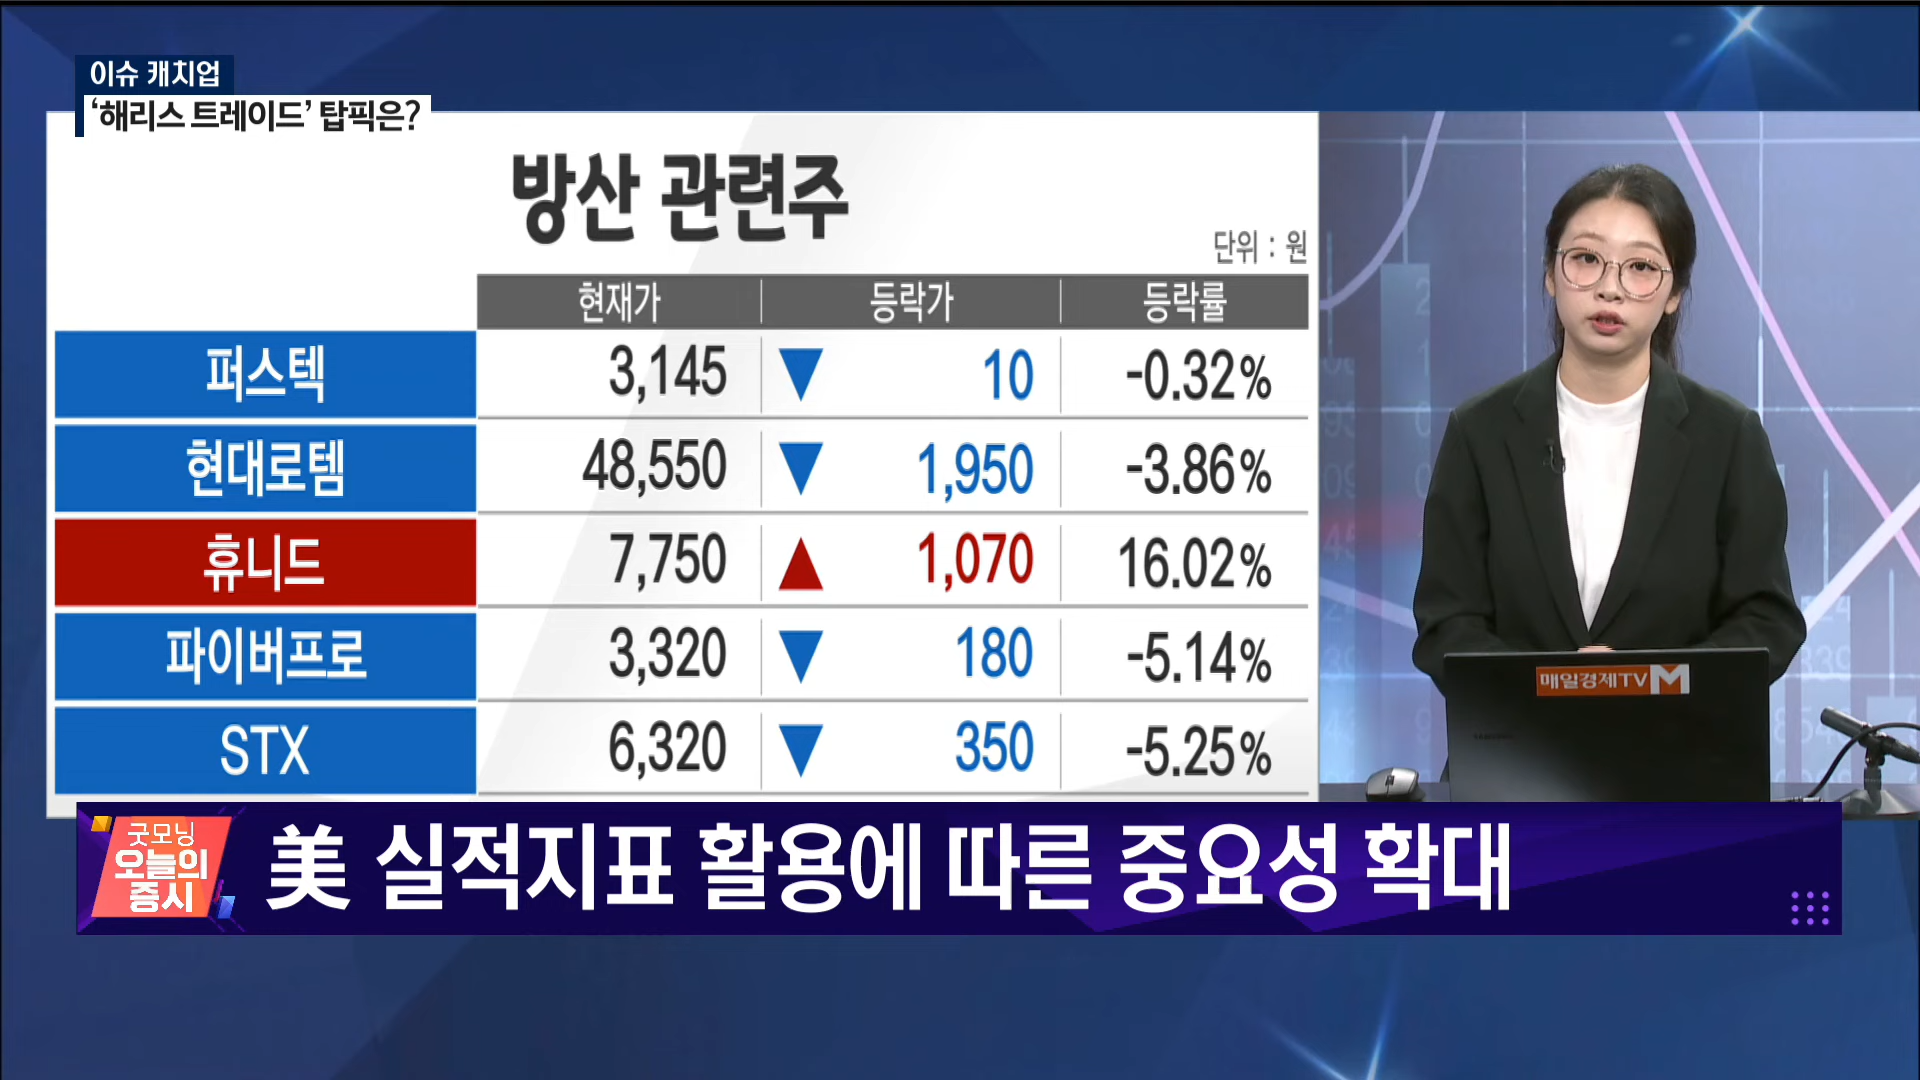 이슈 캐치업
‘해리스 트레이드’ 탑픽은?
방산 관련주
단위 : 원
현재가 등락가 등락률
퍼스텍 3,145 ▼ 10 -0.32%
현대로템 48,550 ▼ 1,950 -3.86%
휴니드 7,750 ▲ 1,070 16.02%
파이버프로 3,320 ▼ 180 -5.14%
STX 6,320 ▼ 350 -5.25%
매일경제TV M
굿모닝
오늘의
증시
美 실적지표 활용에 따른 중요성 확대